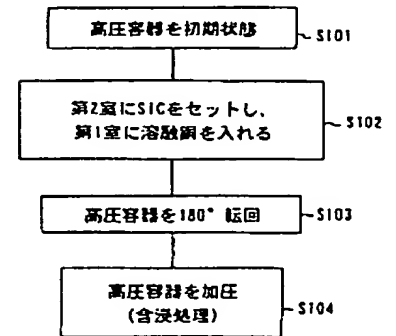 高圧容器を初期状態
S101
第2室にSICをセットし、
第1室に溶融銅を入れる
S102
高圧容器を180°転回
S103
高圧容器を加圧
(含浸処理)
S104